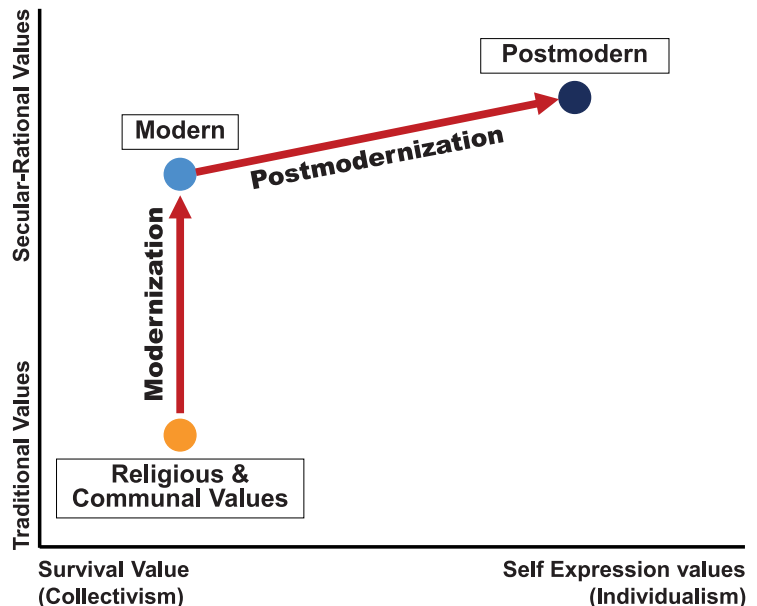 Secular-Rational Values
Traditional Values
Postmodern
Modern
Postmodernization
Modernization
Religious &
Communal Values
Survival Value
(Collectivism)
Self Expression values
(Individualism)